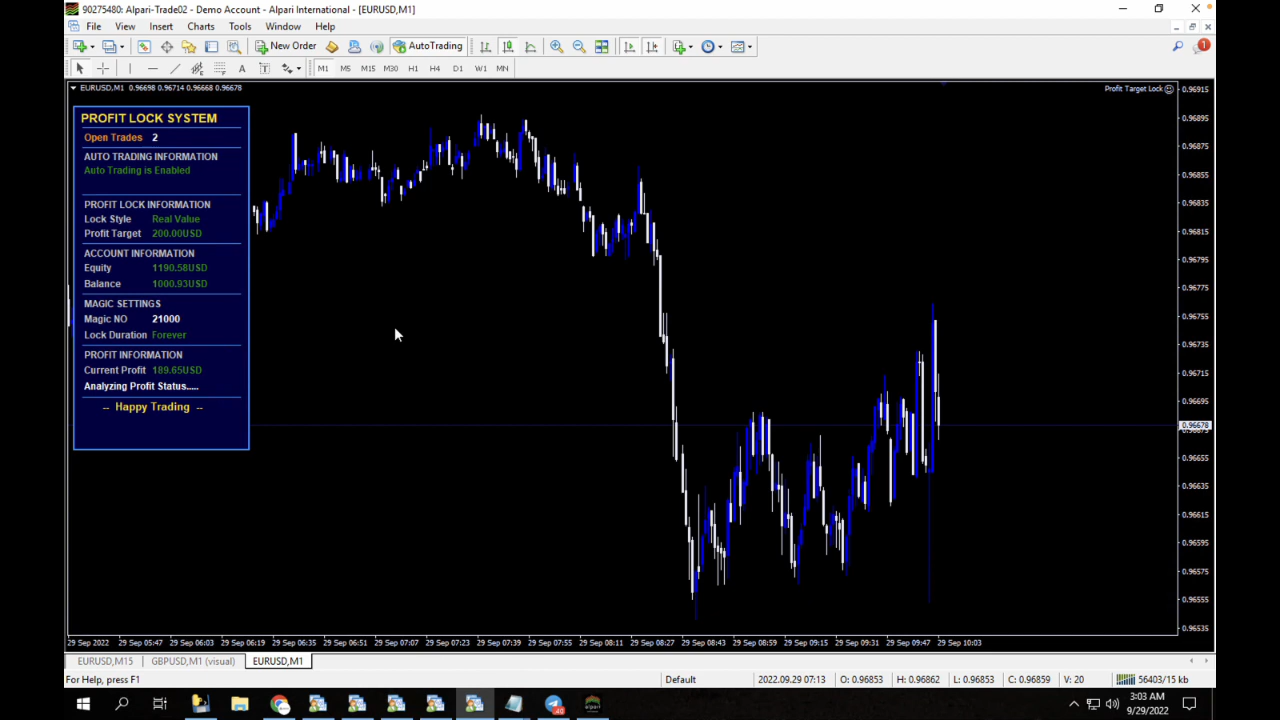 90275480: Alpari-Trade02 - Demo Account - Alpari International - [EURUSD,M1]
File View Insert Charts Tools Window Help
New Order AutoTrading
M1 M5 M15 M30 H1 H4 D1 W1 MN
EURUSD,M1 0.96698 0.96714 0.96668 0.96678
Profit Target Lock
PROFIT LOCK SYSTEM
Open Trades 2
AUTO TRADING INFORMATION
Auto Trading is Enabled
PROFIT LOCK INFORMATION
Lock Style Real Value
Profit Target 200.00USD
ACCOUNT INFORMATION
Equity 1190.58USD
Balance 1000.93USD
MAGIC SETTINGS
Magic NO 21000
Lock Duration Forever
PROFIT INFORMATION
Current Profit 189.65USD
Analyzing Profit Status.....
-- Happy Trading --
0.96915
0.96895
0.96875
0.96855
0.96835
0.96815
0.96795
0.96775
0.96755
0.96735
0.96715
0.96695
0.96678
0.96655
0.96635
0.96615
0.96595
0.96575
0.96555
0.96535
29 Sep 2022 29 Sep 05:47 29 Sep 06:03 29 Sep 06:19 29 Sep 06:35 29 Sep 06:51 29 Sep 07:07 29 Sep 07:23 29 Sep 07:39 29 Sep 07:55 29 Sep 08:11 29 Sep 08:27 29 Sep 08:43 29 Sep 08:59 29 Sep 09:15 29 Sep 09:31 29 Sep 09:47 29 Sep 10:03
EURUSD,M15 GBPUSD,M1 (visual) EURUSD,M1
For Help, press F1 Default 2022.09.29 07:13 O: 0.96853 H: 0.96862 L: 0.96853 C: 0.96859 V: 20 56403/15 kb
alpari
3:03 AM
9/29/2022